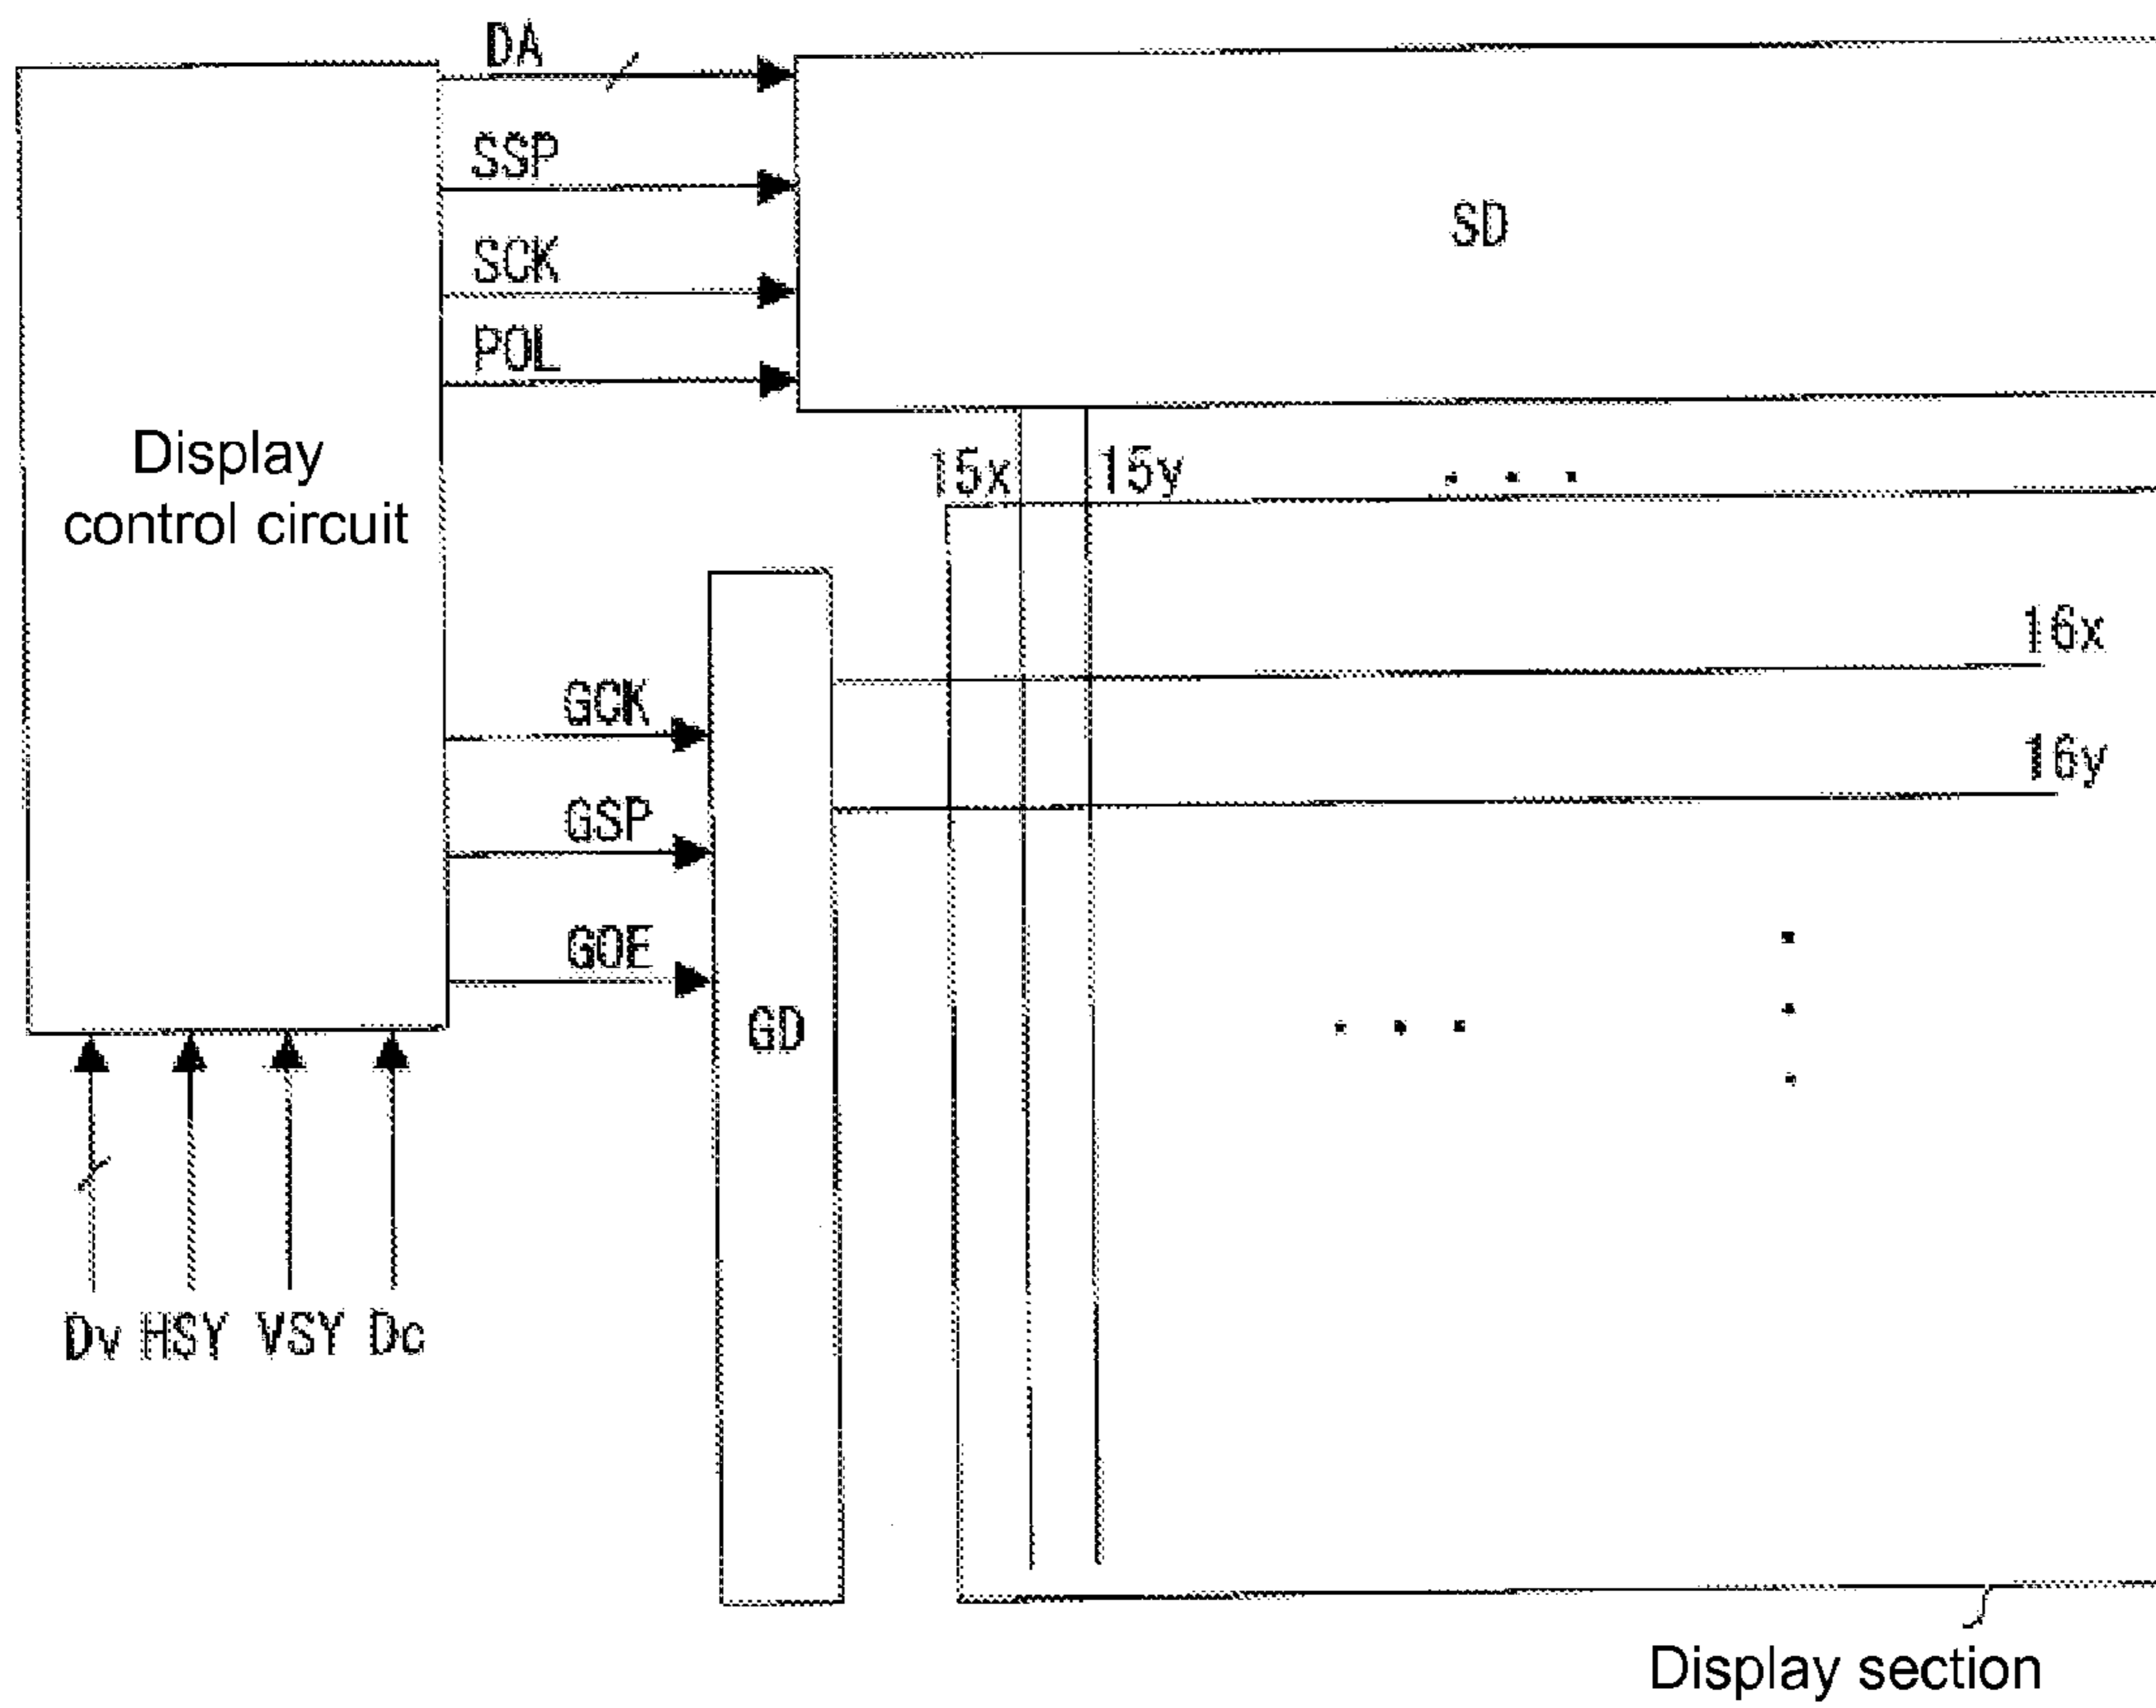 DA
SSP
SCK
POL
SD
Display
control circuit
15x 15y
16x
16y
GCK
GSP
GOE
GD
Dv HSY VSY Dc
Display section